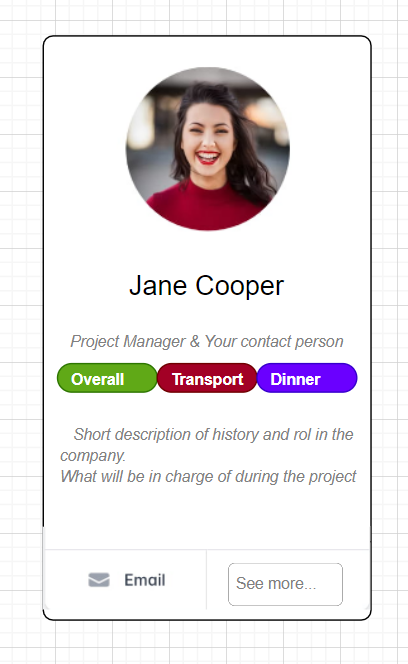 Jane Cooper
Project Manager & Your contact person
Overall Transport Dinner
Short description of history and rol in the
company.
What will be in charge of during the project
Email See more...